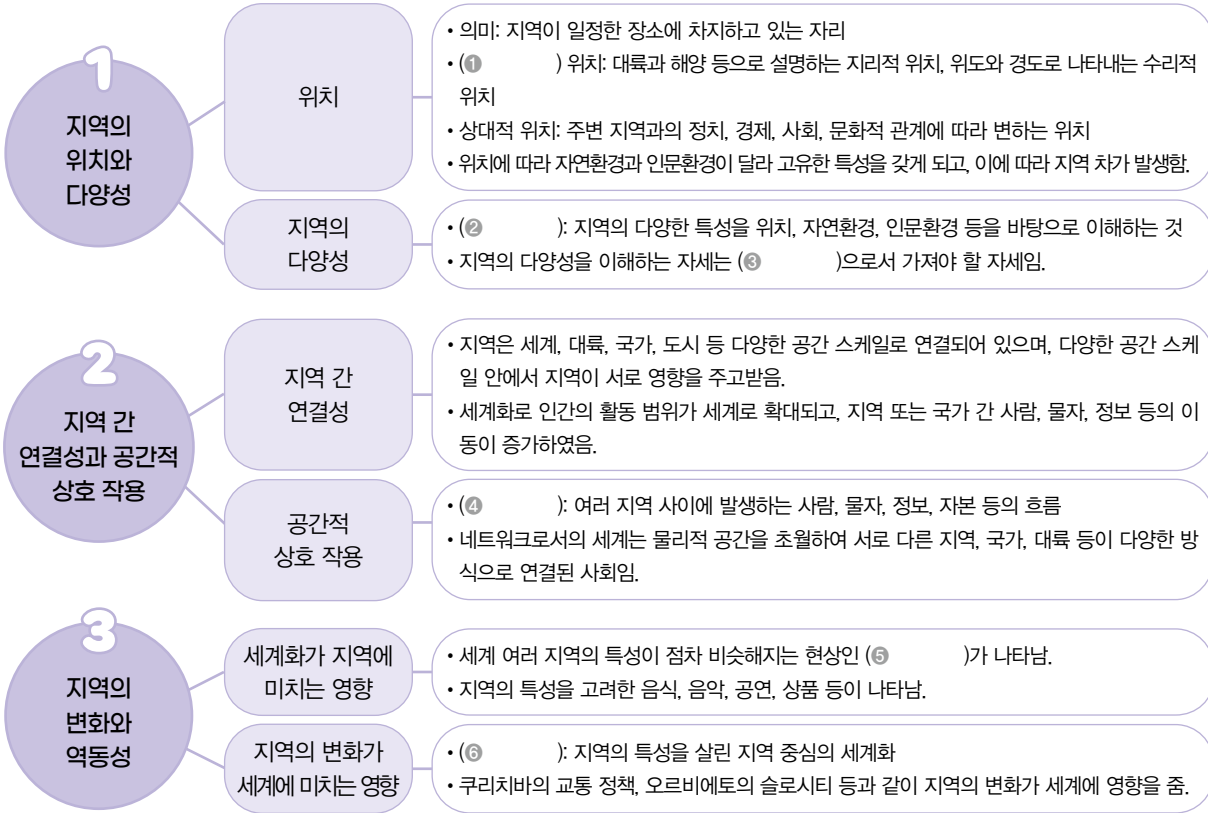 1
지역의
위치와
다양성
위치
• 의미: 지역이 일정한 장소에 차지하고 있는 자리
• (❶ ) 위치: 대륙과 해양 등으로 설명하는 지리적 위치, 위도와 경도로 나타내는 수리적
위치
• 상대적 위치: 주변 지역과의 정치, 경제, 사회, 문화적 관계에 따라 변하는 위치
• 위치에 따라 자연환경과 인문환경이 달라 고유한 특성을 갖게 되고, 이에 따라 지역 차가 발생함.
지역의
다양성
• (❷ ): 지역의 다양한 특성을 위치, 자연환경, 인문환경 등을 바탕으로 이해하는 것
• 지역의 다양성을 이해하는 자세는 (❸ )으로서 가져야 할 자세임.
2
지역 간
연결성과 공간적
상호 작용
지역 간
연결성
• 지역은 세계, 대륙, 국가, 도시 등 다양한 공간 스케일로 연결되어 있으며, 다양한 공간 스케
일 안에서 지역이 서로 영향을 주고받음.
• 세계화로 인간의 활동 범위가 세계로 확대되고, 지역 또는 국가 간 사람, 물자, 정보 등의 이
동이 증가하였음.
공간적
상호 작용
• (❹ ): 여러 지역 사이에 발생하는 사람, 물자, 정보, 자본 등의 흐름
• 네트워크로서의 세계는 물리적 공간을 초월하여 서로 다른 지역, 국가, 대륙 등이 다양한 방
식으로 연결된 사회임.
3
지역의
변화와
역동성
세계화가 지역에
미치는 영향
• 세계 여러 지역의 특성이 점차 비슷해지는 현상인 (❺ )가 나타남.
• 지역의 특성을 고려한 음식, 음악, 공연, 상품 등이 나타남.
지역의 변화가
세계에 미치는 영향
• (❻ ): 지역의 특성을 살린 지역 중심의 세계화
• 쿠리치바의 교통 정책, 오르비에토의 슬로시티 등과 같이 지역의 변화가 세계에 영향을 줌.